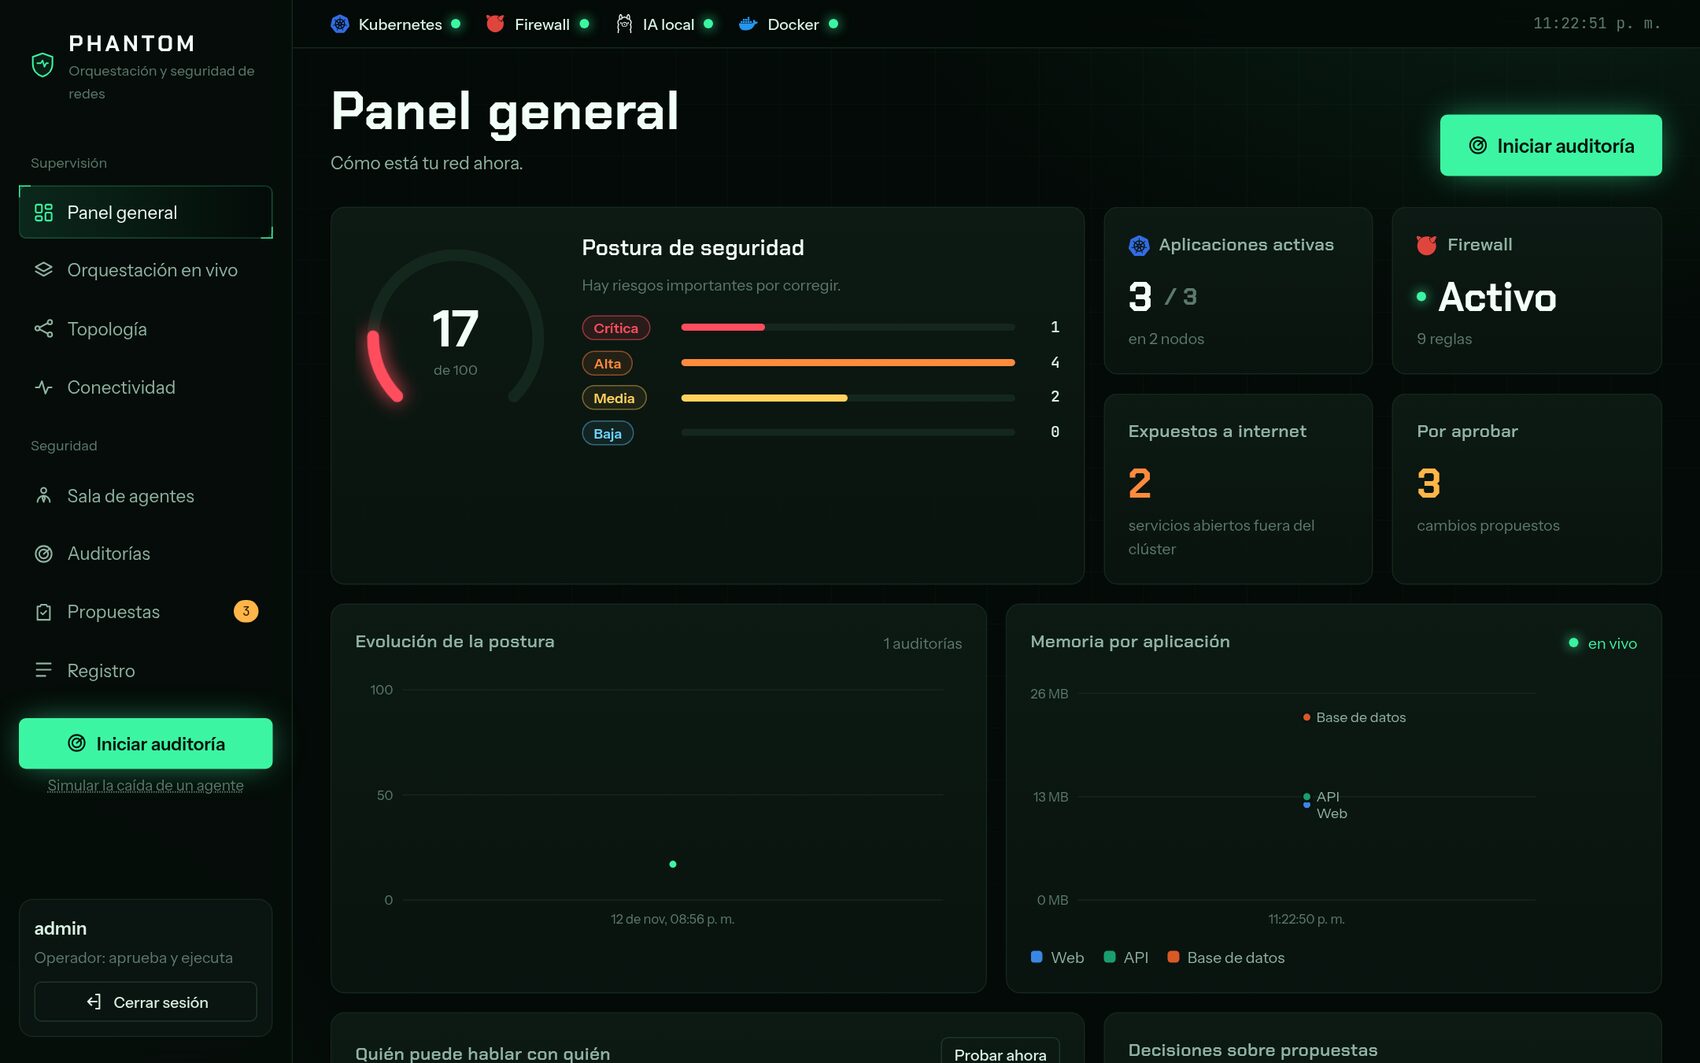 PHANTOM
Orquestación y seguridad de
redes
Supervisión
Panel general
Orquestación en vivo
Topología
Conectividad
Seguridad
Sala de agentes
Auditorías
Propuestas 3
Registro
Iniciar auditoría
Simular la caída de un agente
admin
Operador: aprueba y ejecuta
Cerrar sesión
Kubernetes Firewall IA local Docker 11:22:51 p. m.
Panel general
Cómo está tu red ahora.
Iniciar auditoría
17
de 100
Postura de seguridad
Hay riesgos importantes por corregir.
Crítica 1
Alta 4
Media 2
Baja 0
Aplicaciones activas
3 / 3
en 2 nodos
Firewall
Activo
9 reglas
Expuestos a internet
2
servicios abiertos fuera del
clúster
Por aprobar
3
cambios propuestos
Evolución de la postura 1 auditorías
100
50
0
12 de nov, 08:56 p. m.
Memoria por aplicación en vivo
26 MB
Base de datos
13 MB API
Web
0 MB
11:22:50 p. m.
Web API Base de datos
Quién puede hablar con quién Probar ahora
Decisiones sobre propuestas